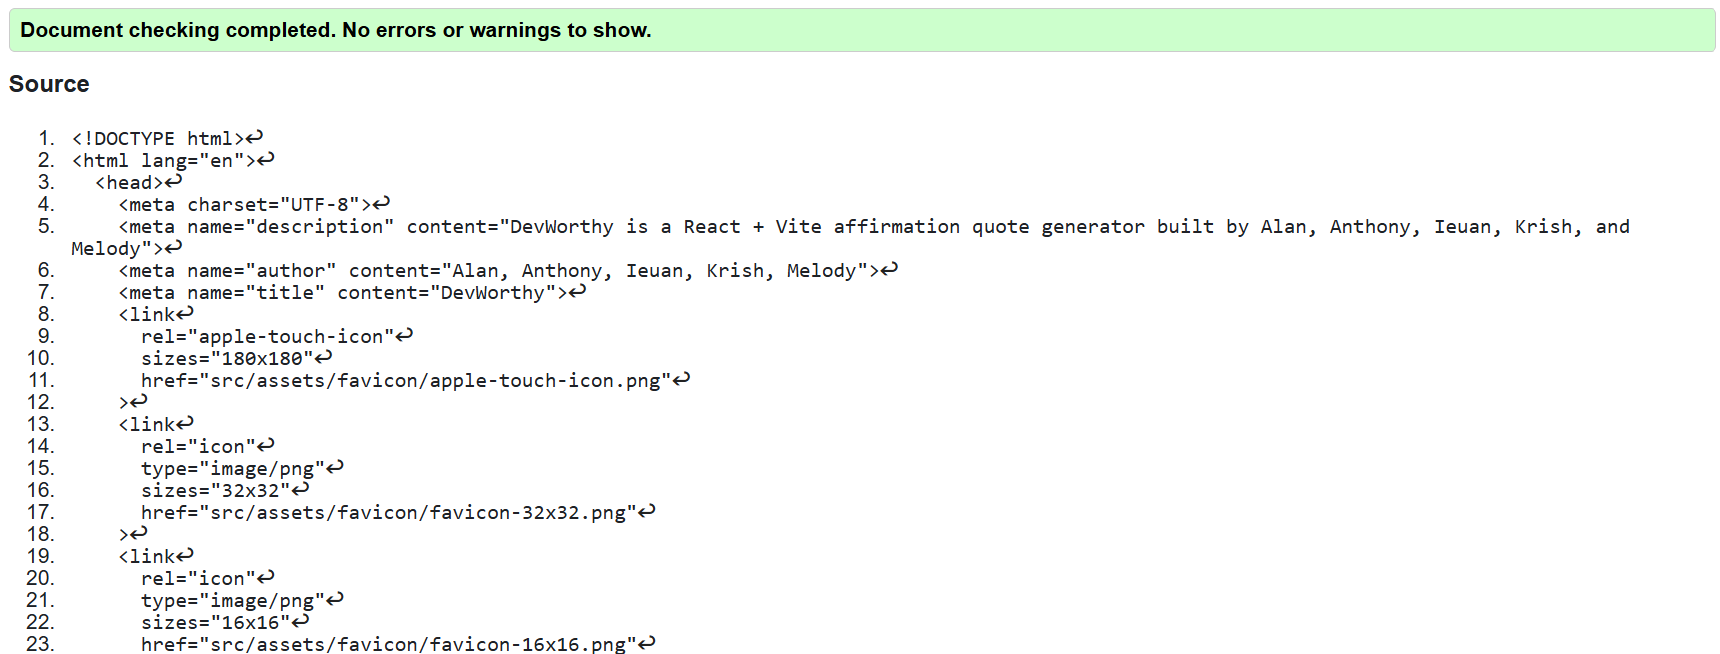 Document checking completed. No errors or warnings to show.
Source
1. <!DOCTYPE html>↩
2. <html lang="en">↩
3.   <head>↩
4.     <meta charset="UTF-8">↩
5.     <meta name="description" content="DevWorthy is a React + Vite affirmation quote generator built by Alan, Anthony, Ieuan, Krish, and
Melody">↩
6.     <meta name="author" content="Alan, Anthony, Ieuan, Krish, Melody">↩
7.     <meta name="title" content="DevWorthy">↩
8.     <link↩
9.       rel="apple-touch-icon"↩
10.       sizes="180x180"↩
11.       href="src/assets/favicon/apple-touch-icon.png"↩
12.     >↩
13.     <link↩
14.       rel="icon"↩
15.       type="image/png"↩
16.       sizes="32x32"↩
17.       href="src/assets/favicon/favicon-32x32.png"↩
18.     >↩
19.     <link↩
20.       rel="icon"↩
21.       type="image/png"↩
22.       sizes="16x16"↩
23.       href="src/assets/favicon/favicon-16x16.png"↩